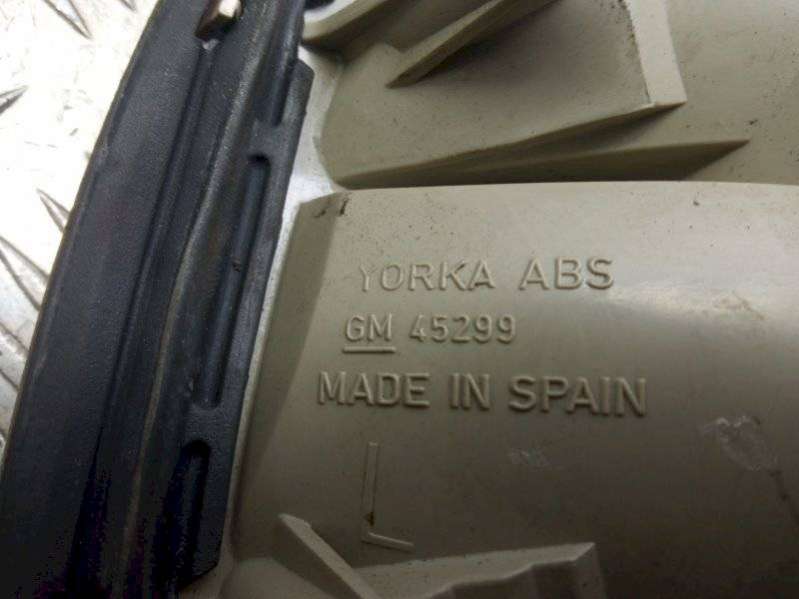 YORKA ABS
GM 45299
MADE IN SPAIN
L